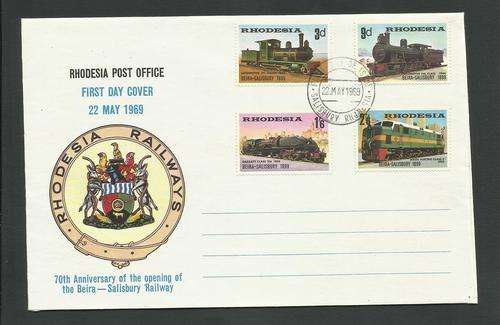 RHODESIA POST OFFICE
FIRST DAY COVER
22 MAY 1969
RHODESIA RAILWAYS
70th Anniversary of the opening of
the Beira—Salisbury Railway
RHODESIA
3d
BEIRA-SALISBURY 1899
RHODESIA
9d
BEIRA-SALISBURY 1899
22 MAY 1969
SALISBURY
RHODESIA
1'6
GARRATT CLASS
BEIRA-SALISBURY 1899
RHODESIA
BEIRA-SALISBURY 1899